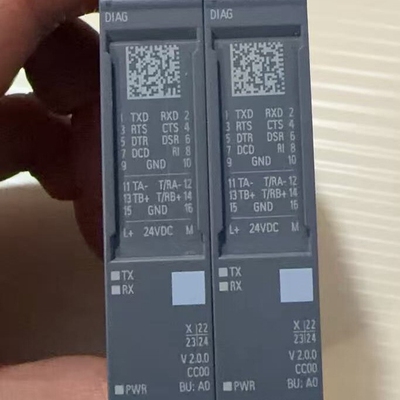 DIAG
1 TXD RXD 2
3 RTS CTS 4
5 DTR DSR 6
7 DCD RI 8
9 GND 10
11 TA- T/RA- 12
13 TB+ T/RB+ 14
15 GND 16
L+ 24VDC M
TX
RX
X 22
23 24
V 2.0.0
CC00
PWR BU: A0
DIAG
1 TXD RXD 2
3 RTS CTS 4
5 DTR DSR 6
7 DCD RI 8
9 GND 10
11 TA- T/RA- 12
13 TB+ T/RB+ 14
15 GND 16
L+ 24VDC M
TX
RX
X 22
23 24
V 2.0.0
CC00
PWR BU: A0